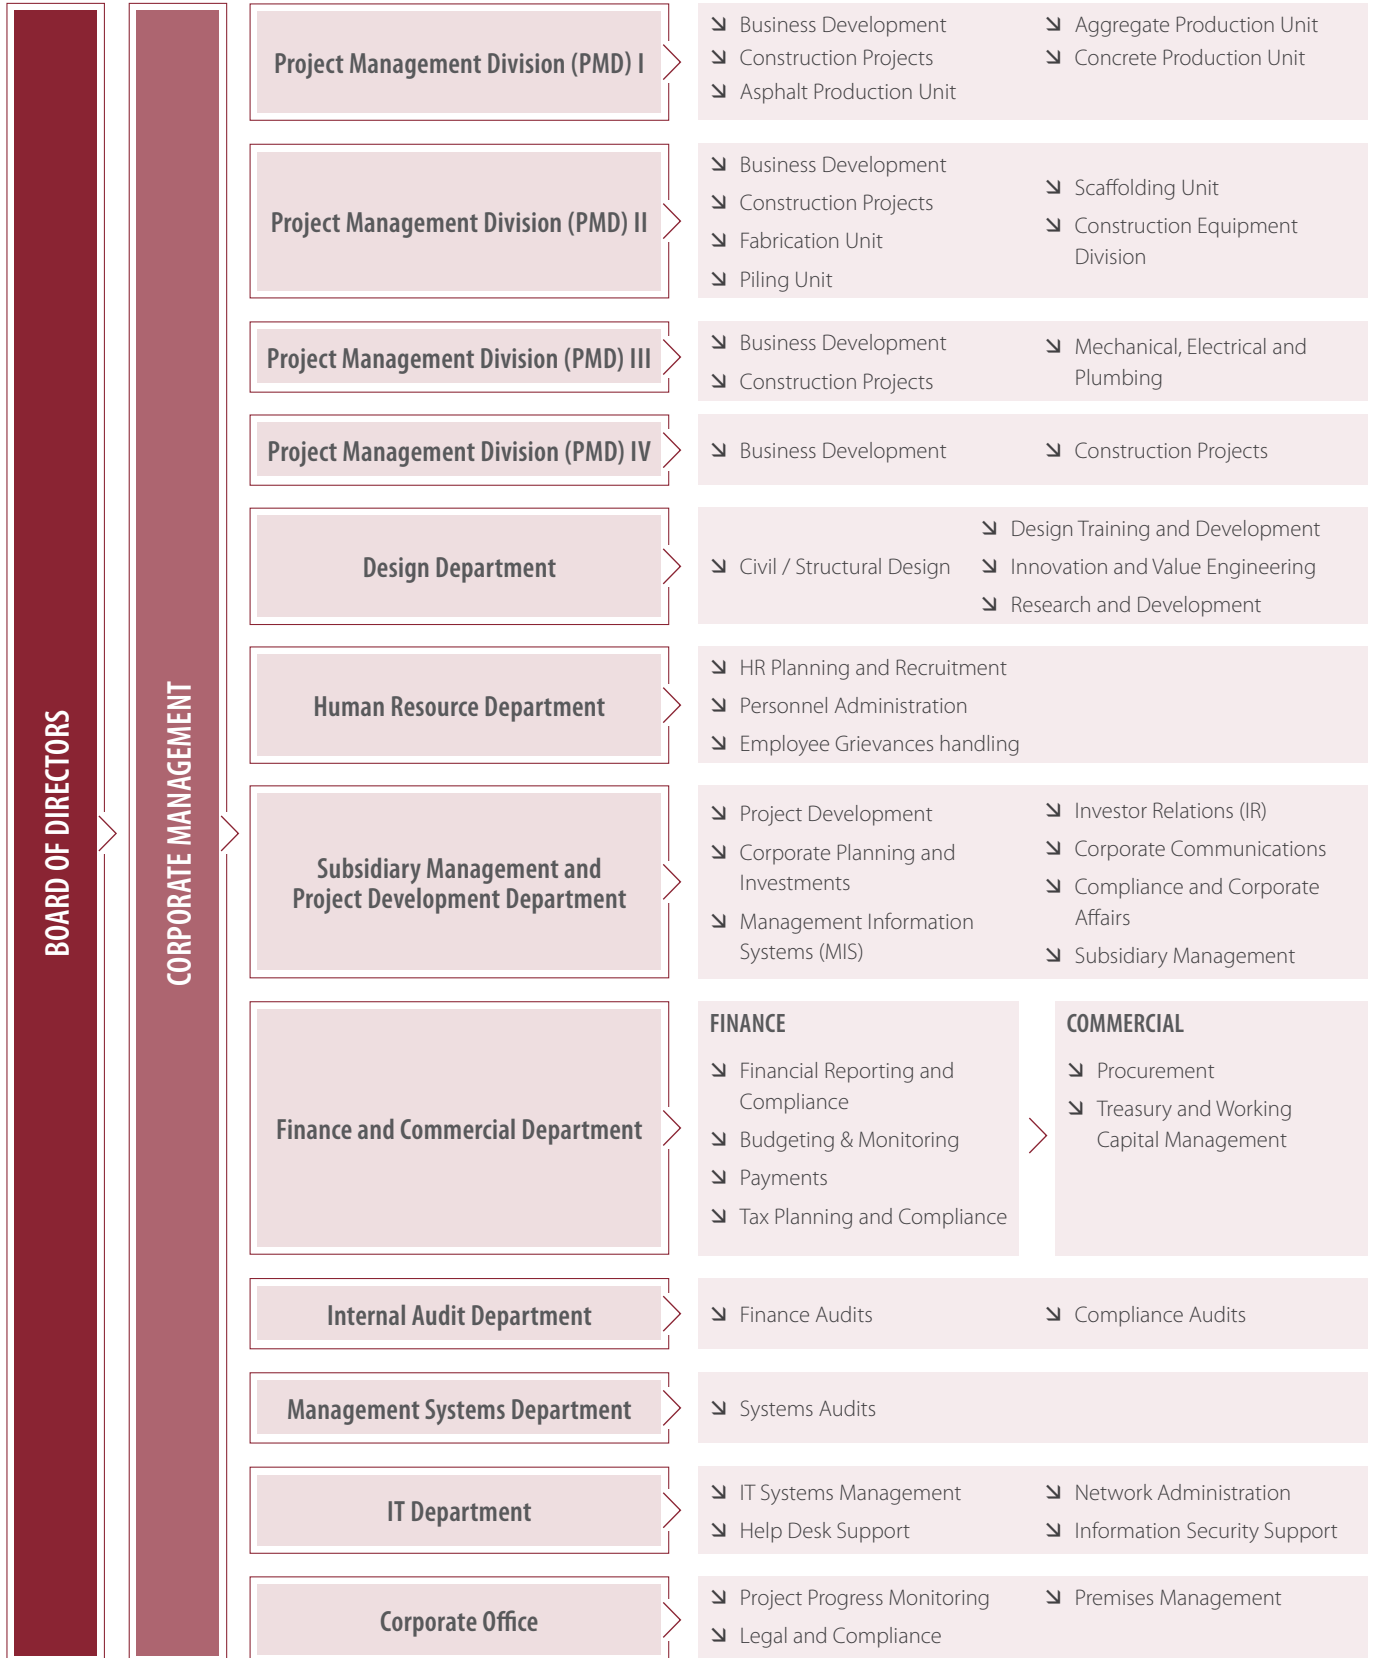 BOARD OF DIRECTORS
CORPORATE MANAGEMENT
Project Management Division (PMD) I
Business Development
Construction Projects
Asphalt Production Unit
Aggregate Production Unit
Concrete Production Unit
Project Management Division (PMD) II
Business Development
Construction Projects
Fabrication Unit
Piling Unit
Scaffolding Unit
Construction Equipment
Division
Project Management Division (PMD) III
Business Development
Construction Projects
Mechanical, Electrical and
Plumbing
Project Management Division (PMD) IV
Business Development
Construction Projects
Design Department
Civil / Structural Design
Design Training and Development
Innovation and Value Engineering
Research and Development
Human Resource Department
HR Planning and Recruitment
Personnel Administration
Employee Grievances handling
Subsidiary Management and
Project Development Department
Project Development
Corporate Planning and
Investments
Management Information
Systems (MIS)
Investor Relations (IR)
Corporate Communications
Compliance and Corporate
Affairs
Subsidiary Management
Finance and Commercial Department
FINANCE
Financial Reporting and
Compliance
Budgeting & Monitoring
Payments
Tax Planning and Compliance
COMMERCIAL
Procurement
Treasury and Working
Capital Management
Internal Audit Department
Finance Audits
Compliance Audits
Management Systems Department
Systems Audits
IT Department
IT Systems Management
Help Desk Support
Network Administration
Information Security Support
Corporate Office
Project Progress Monitoring
Legal and Compliance
Premises Management